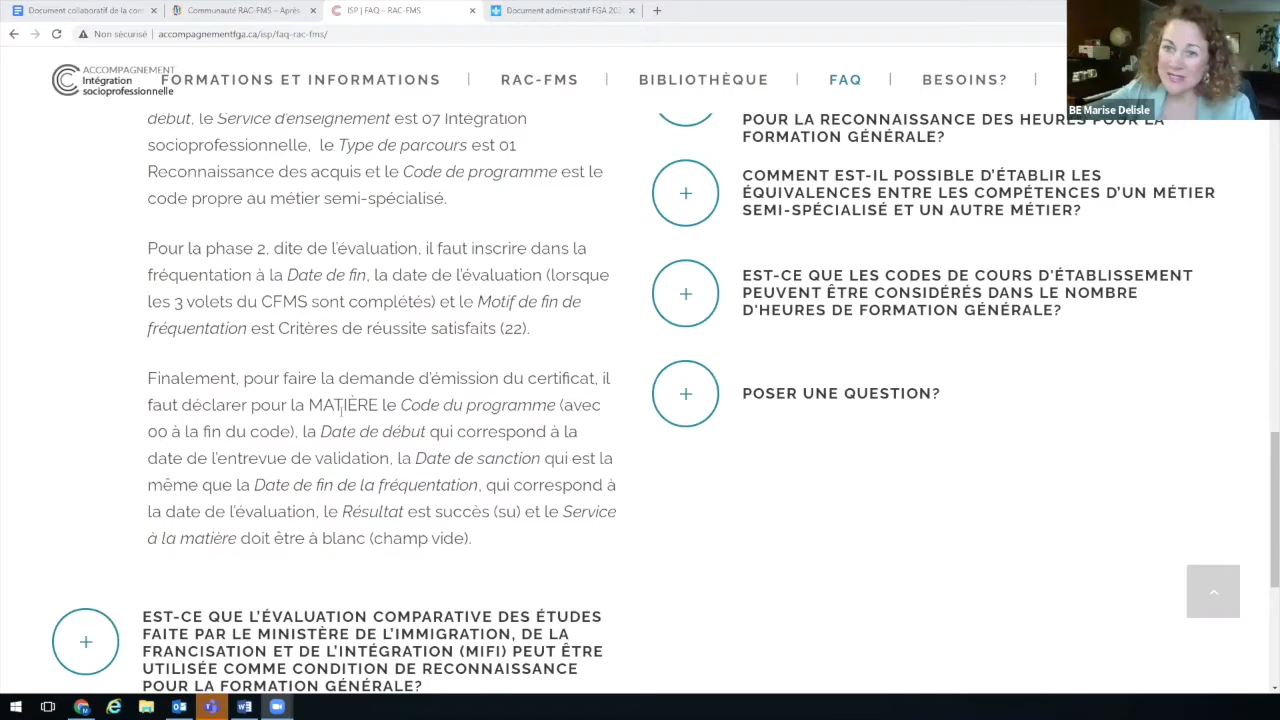 Document collaboratif de la con
Communauté RAC-FMS – Après
ISP | FAQ – RAC-FMS
Document administratif FGA 202
Non sécurisé | accompagnementfga.ca/isp/faq-rac-fms/
ACCOMPAGNEMENT
Intégration
socioprofessionnelle
FORMATIONS ET INFORMATIONS
RAC-FMS
BIBLIOTHÈQUE
FAQ
BESOINS?
BE Marise Delisle
début, le Service d'enseignement est 07 Intégration
socioprofessionnelle, le Type de parcours est 01
Reconnaissance des acquis et le Code de programme est le
code propre au métier semi-spécialisé.
Pour la phase 2, dite de l'évaluation, il faut inscrire dans la
fréquentation à la Date de fin, la date de l'évaluation (lorsque
les 3 volets du CFMS sont complétés) et le Motif de fin de
fréquentation est Critères de réussite satisfaits (22).
Finalement, pour faire la demande d'émission du certificat, il
faut déclarer pour la MATIÈRE le Code du programme (avec
00 à la fin du code), la Date de début qui correspond à la
date de l'entrevue de validation, la Date de sanction qui est la
même que la Date de fin de la fréquentation, qui correspond à
la date de l'évaluation, le Résultat est succès (su) et le Service
à la matière doit être à blanc (champ vide).
EST-CE QUE L'ÉVALUATION COMPARATIVE DES ÉTUDES
FAITE PAR LE MINISTÈRE DE L'IMMIGRATION, DE LA
FRANCISATION ET DE L'INTÉGRATION (MIFI) PEUT ÊTRE
UTILISÉE COMME CONDITION DE RECONNAISSANCE
POUR LA FORMATION GÉNÉRALE?
POUR LA RECONNAISSANCE DES HEURES POUR LA
FORMATION GÉNÉRALE?
COMMENT EST-IL POSSIBLE D'ÉTABLIR LES
ÉQUIVALENCES ENTRE LES COMPÉTENCES D'UN MÉTIER
SEMI-SPÉCIALISÉ ET UN AUTRE MÉTIER?
EST-CE QUE LES CODES DE COURS D'ÉTABLISSEMENT
PEUVENT ÊTRE CONSIDÉRÉS DANS LE NOMBRE
D'HEURES DE FORMATION GÉNÉRALE?
POSER UNE QUESTION?